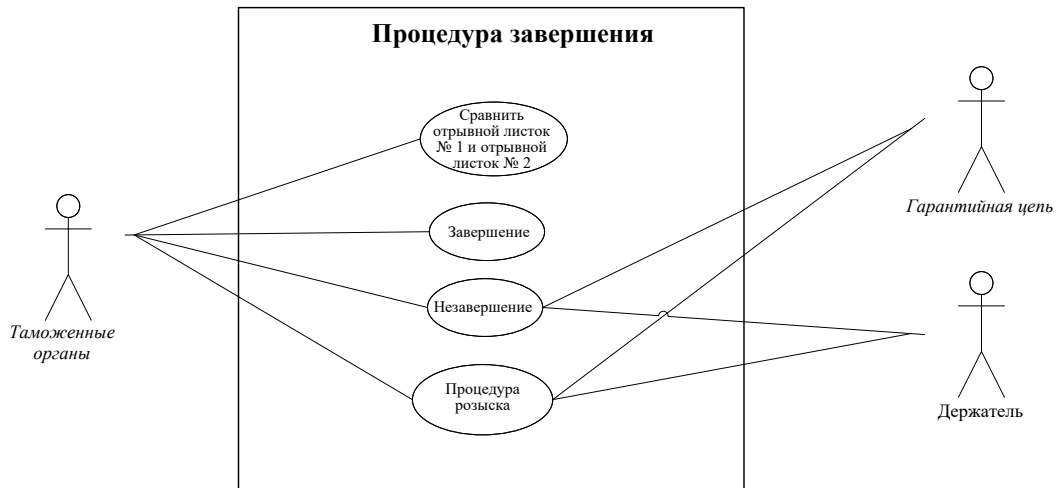 Процедура завершения
Сравнить
отрывной листок
№ 1 и отрывной
листок № 2
Гарантийная цепь
Завершение
Незавершение
Таможенные
органы
Процедура
розыска
Держатель